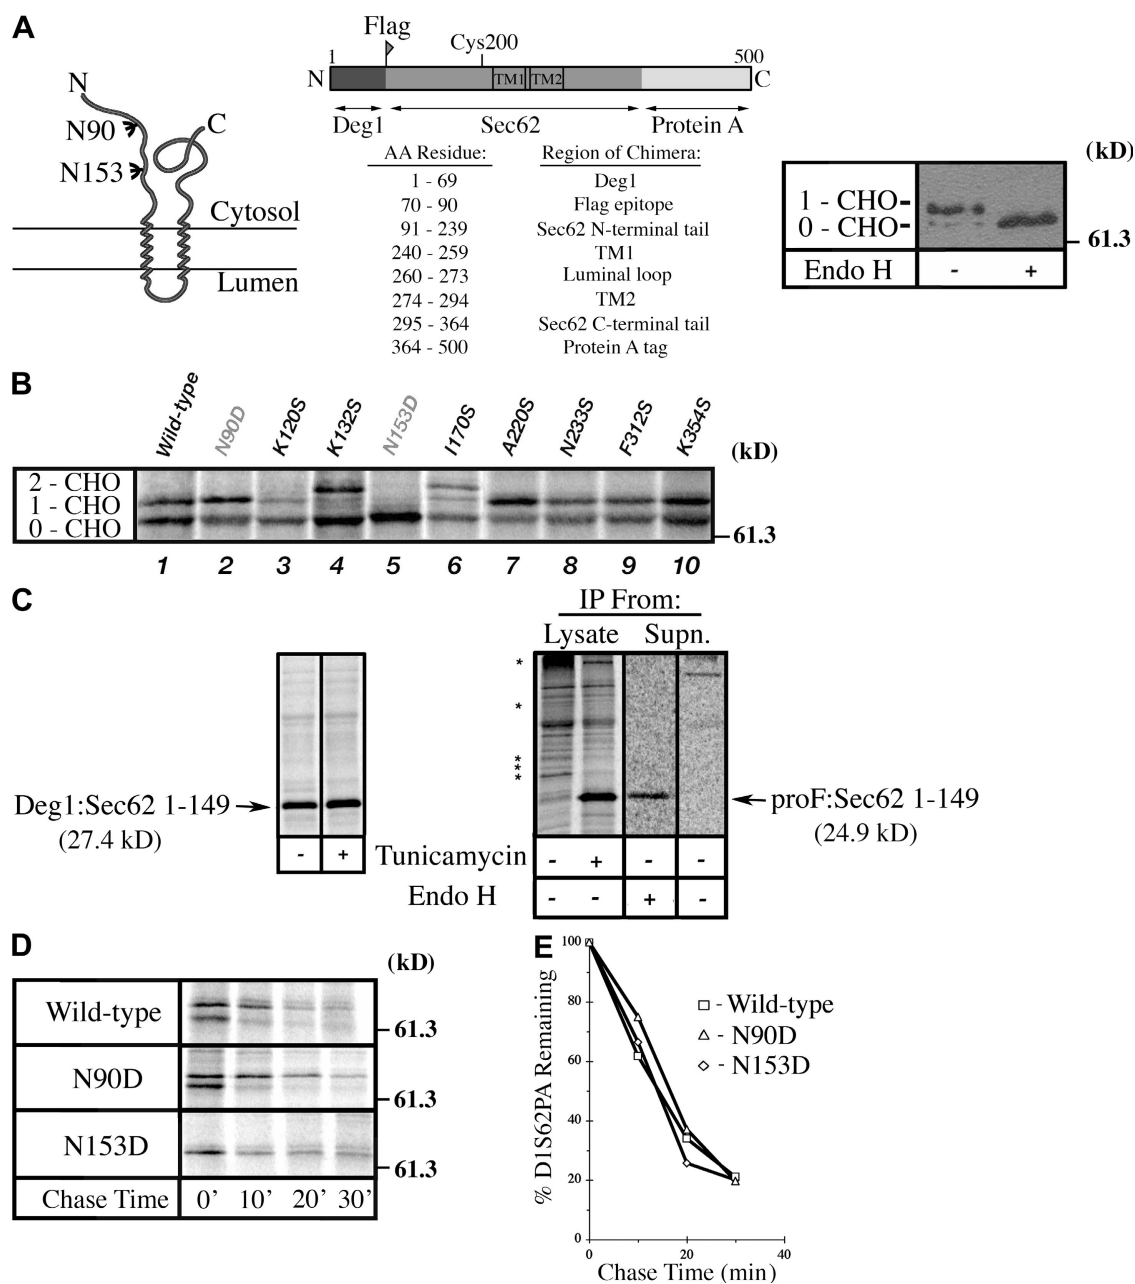 A
N
N90
N153
C
Cytosol
Lumen
Flag
Cys200
1
500
N
TM1
TM2
C
Deg1
Sec62
Protein A
AA Residue: Region of Chimera:
1 - 69 Deg1
70 - 90 Flag epitope
91 - 239 Sec62 N-terminal tail
240 - 259 TM1
260 - 273 Luminal loop
274 - 294 TM2
295 - 364 Sec62 C-terminal tail
364 - 500 Protein A tag
(kD)
1 - CHO-
0 - CHO-
61.3
Endo H - +
B
Wild-type N90D K120S K132S N153D I170S A220S N233S F312S K354S
(kD)
2 - CHO
1 - CHO
0 - CHO
61.3
1 2 3 4 5 6 7 8 9 10
C
IP From:
Lysate Supn.
*
*
*
*
*
Deg1:Sec62 1-149
(27.4 kD)
proF:Sec62 1-149
(24.9 kD)
- + Tunicamycin - + - -
Endo H - - + -
D
(kD)
Wild-type
61.3
N90D
61.3
N153D
61.3
Chase Time 0' 10' 20' 30'
E
% D1S62PA Remaining
100
80
60
40
20
0
0 20 40
Chase Time (min)
- Wild-type
- N90D
- N153D